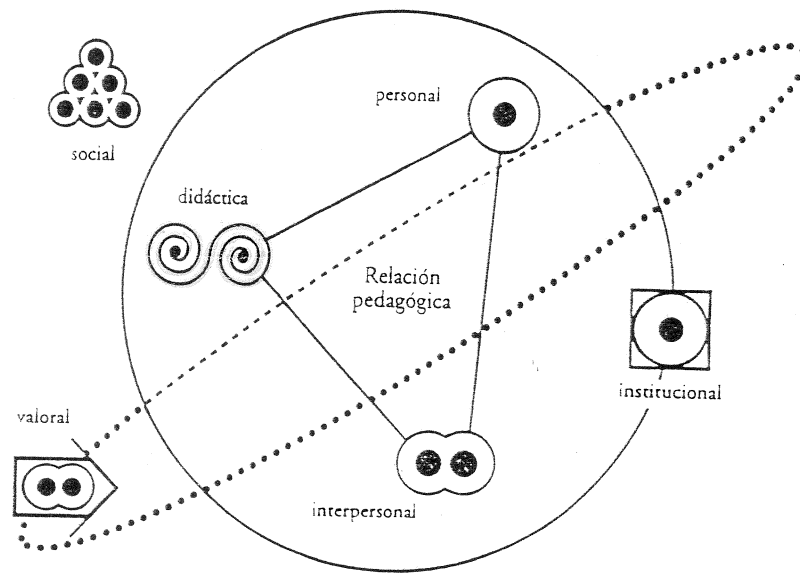 personal
social
didáctica
Relación
pedagógica
institucional
valoral
interpersonal